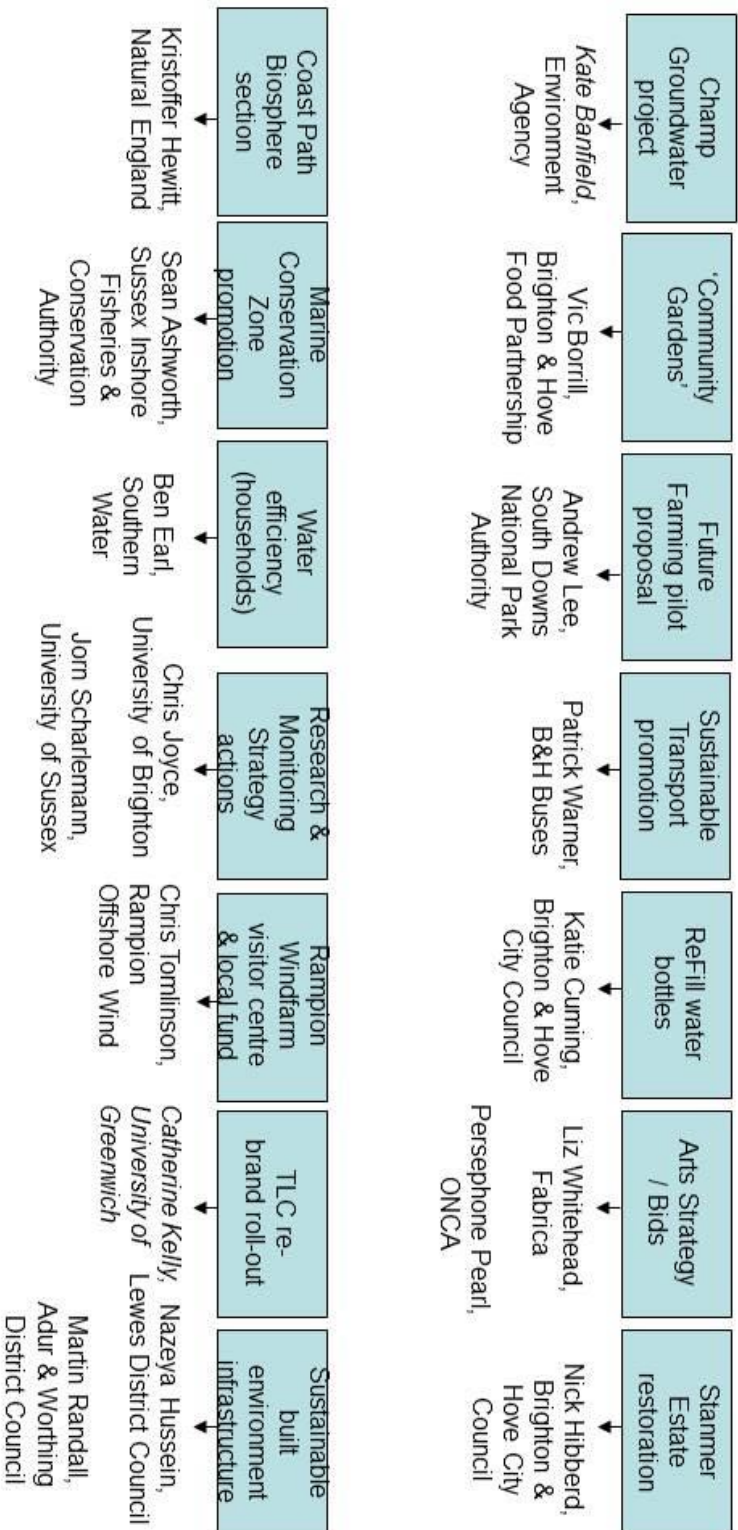 Champ
Groundwater
project
Kate Banfield,
Environment
Agency
‘Community
Gardens’
Vic Borrill,
Brighton & Hove
Food Partnership
Future
Farming pilot
proposal
Andrew Lee,
South Downs
National Park
Authority
Sustainable
Transport
promotion
Patrick Warner,
B&H Buses
ReFill water
bottles
Katie Cuming,
Brighton & Hove
City Council
Arts Strategy
/ Bids
Liz Whitehead,
Fabrica
Persephone Pearl,
ONCA
Stanmer
Estate
restoration
Nick Hibberd,
Brighton &
Hove City
Council
Coast Path
Biosphere
section
Kristoffer Hewitt,
Natural England
Marine
Conservation
Zone
promotion
Sean Ashworth,
Sussex Inshore
Fisheries &
Conservation
Authority
Water
efficiency
(households)
Ben Earl,
Southern
Water
Research &
Monitoring
Strategy
actions
Chris Joyce,
University of Brighton
Jorn Scharlemann,
University of Sussex
Rampion
Windfarm
visitor centre
& local fund
Chris Tomlinson,
Rampion
Offshore Wind
TLC re-
brand roll-out
Catherine Kelly,
University of
Greenwich
Sustainable
built
environment
infrastructure
Nazeya Hussein,
Lewes District Council
Martin Randall,
Adur & Worthing
District Council